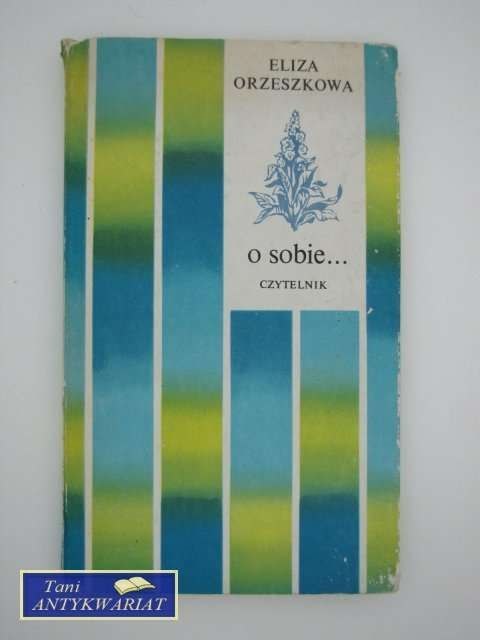 ELIZA
ORZESZKOWA
o sobie...
CZYTELNIK
Tani
ANTYKWARIAT